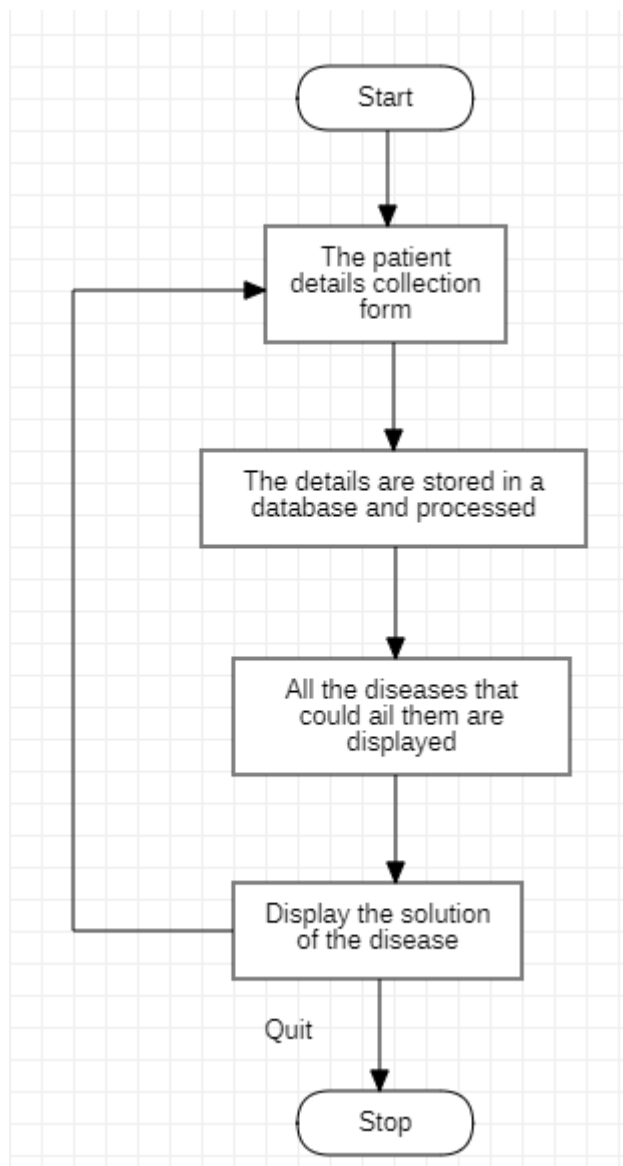 Start
The patient
details collection
form
The details are stored in a
database and processed
All the diseases that
could ail them are
displayed
Display the solution
of the disease
Quit
Stop